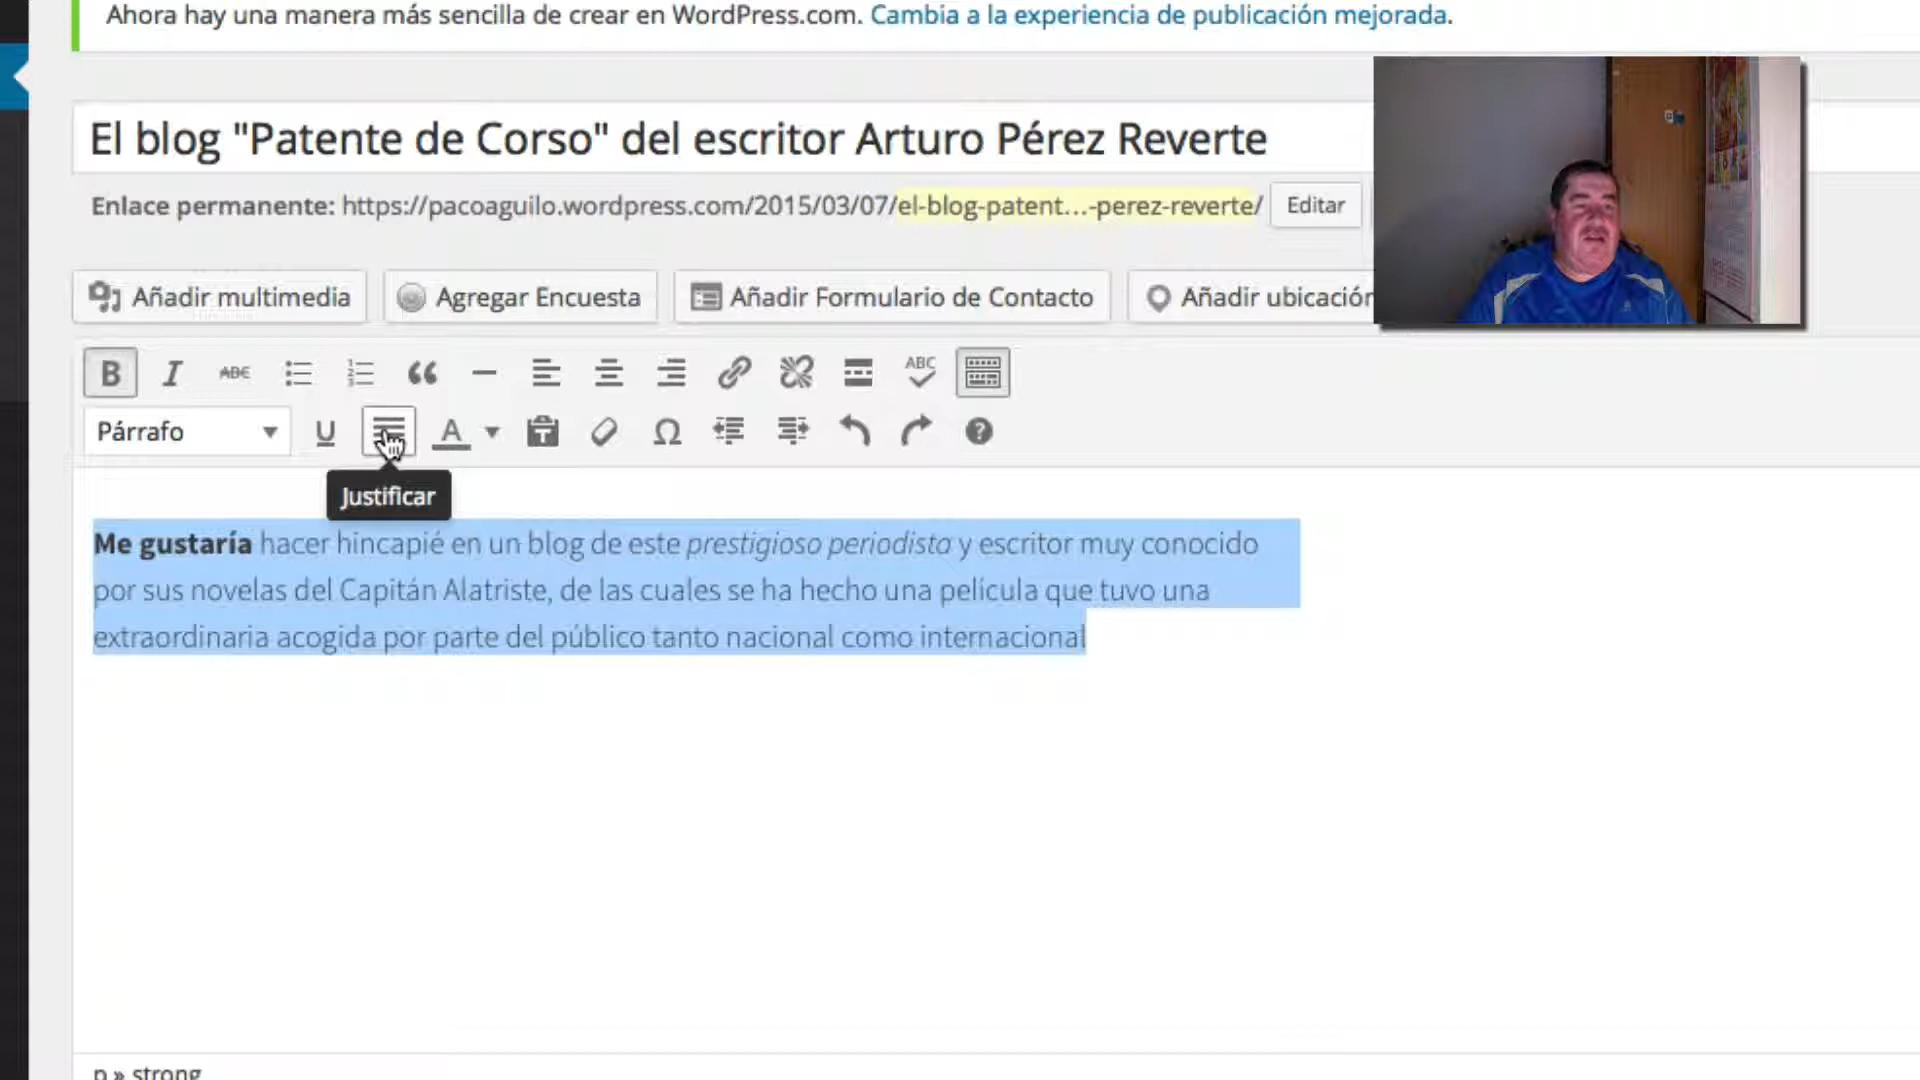 Ahora hay una manera más sencilla de crear en WordPress.com. Cambia a la experiencia de publicación mejorada.
El blog "Patente de Corso" del escritor Arturo Pérez Reverte
Enlace permanente: https://pacoaguilo.wordpress.com/2015/03/07/el-blog-patent...-perez-reverte/ Editar
Añadir multimedia Agregar Encuesta Añadir Formulario de Contacto Añadir ubicación
B I ABC ABC
Párrafo U A T Ω ?
Justificar
Me gustaría hacer hincapié en un blog de este prestigioso periodista y escritor muy conocido
por sus novelas del Capitán Alatriste, de las cuales se ha hecho una película que tuvo una
extraordinaria acogida por parte del público tanto nacional como internacional
p » strong